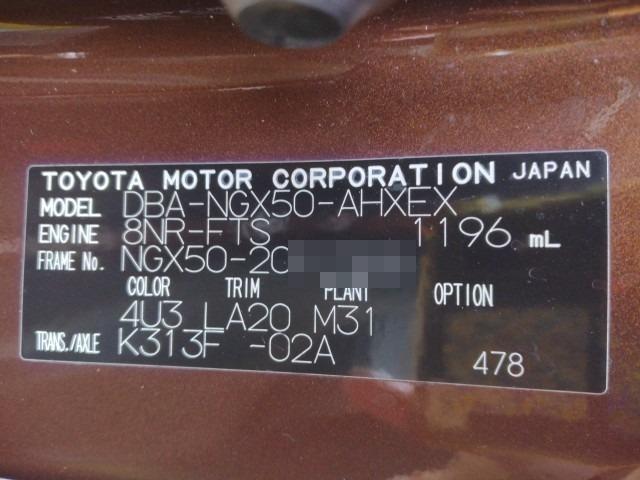 TOYOTA MOTOR CORPORATION JAPAN
MODEL DBA-NGX50-AHXEX
ENGINE 8NR-FTS 1196 mL
FRAME No. NGX50-20
COLOR TRIM PLANT OPTION
4U3 LA20 M31
TRANS./AXLE K313F -02A
478